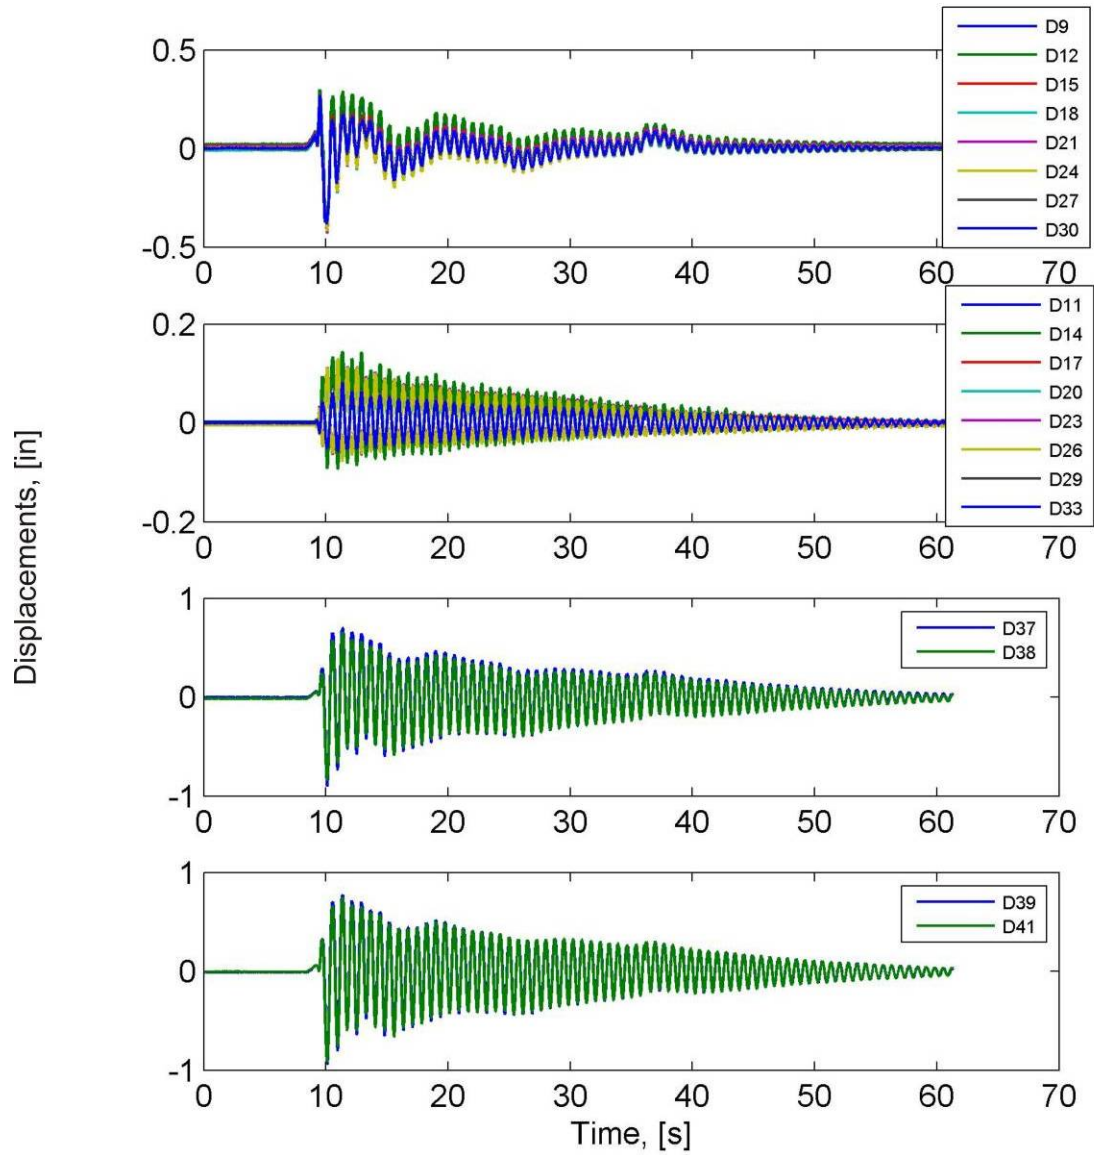 Displacements, [in]
0.5
0
-0.5
0 10 20 30 40 50 60 70
D9
D12
D15
D18
D21
D24
D27
D30
0.2
0
-0.2
0 10 20 30 40 50 60 70
D11
D14
D17
D20
D23
D26
D29
D33
1
0
-1
0 10 20 30 40 50 60 70
D37
D38
1
0
-1
0 10 20 30 40 50 60 70
D39
D41
Time, [s]